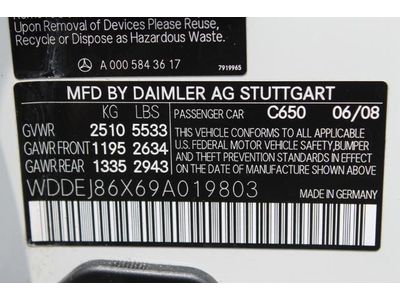 Upon Removal of Devices Please Reuse,
Recycle or Dispose as Hazardous Waste.
A 000 584 36 17
7919965
MFD BY DAIMLER AG STUTTGART
KG LBS PASSENGER CAR C650 06/08
GVWR 2510 5533 THIS VEHICLE CONFORMS TO ALL APPLICABLE
GAWR FRONT 1195 2634 U.S. FEDERAL MOTOR VEHICLE SAFETY,BUMPER
GAWR REAR 1335 2943 AND THEFT PREVENTION STANDARDS IN EFFECT ON THE DATE OF MANUFACTURE SHOWN ABOVE.
WDDEJ86X69A019803
MADE IN GERMANY